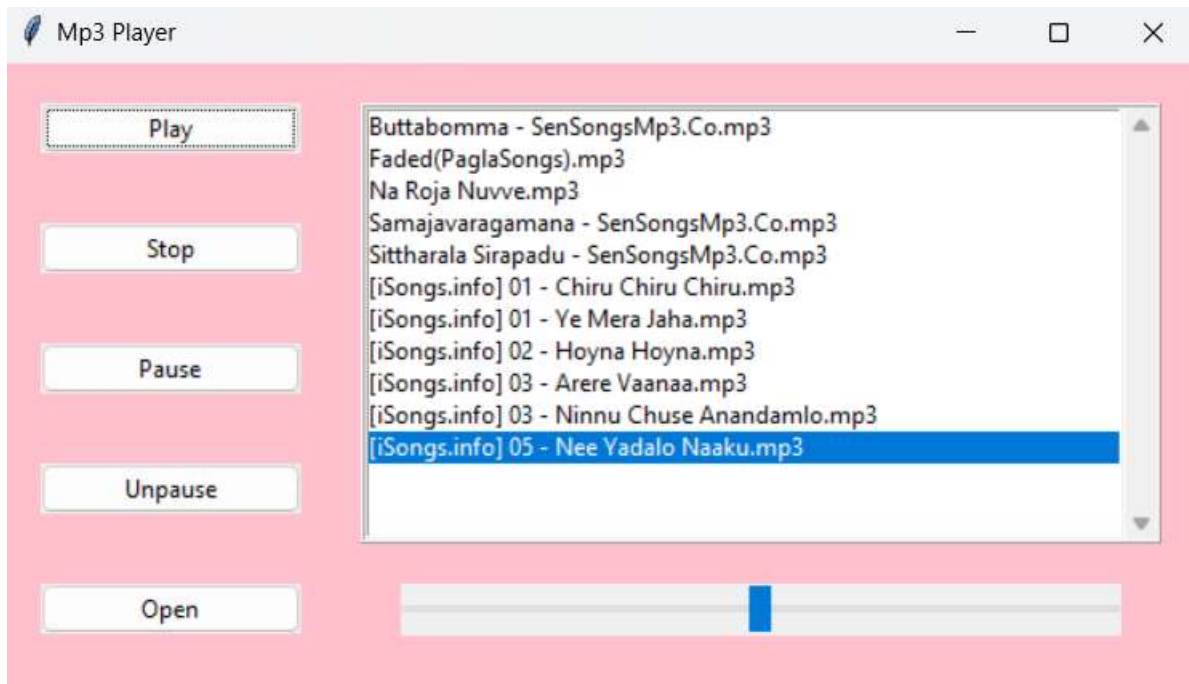 Mp3 Player
Play
Stop
Pause
Unpause
Open
Buttabomma - SenSongsMp3.Co.mp3
Faded(PaglaSongs).mp3
Na Roja Nuvve.mp3
Samajavaragamana - SenSongsMp3.Co.mp3
Sittharala Sirapadu - SenSongsMp3.Co.mp3
[iSongs.info] 01 - Chiru Chiru Chiru.mp3
[iSongs.info] 01 - Ye Mera Jaha.mp3
[iSongs.info] 02 - Hoyna Hoyna.mp3
[iSongs.info] 03 - Arere Vaanaa.mp3
[iSongs.info] 03 - Ninnu Chuse Anandamlo.mp3
[iSongs.info] 05 - Nee Yadalo Naaku.mp3